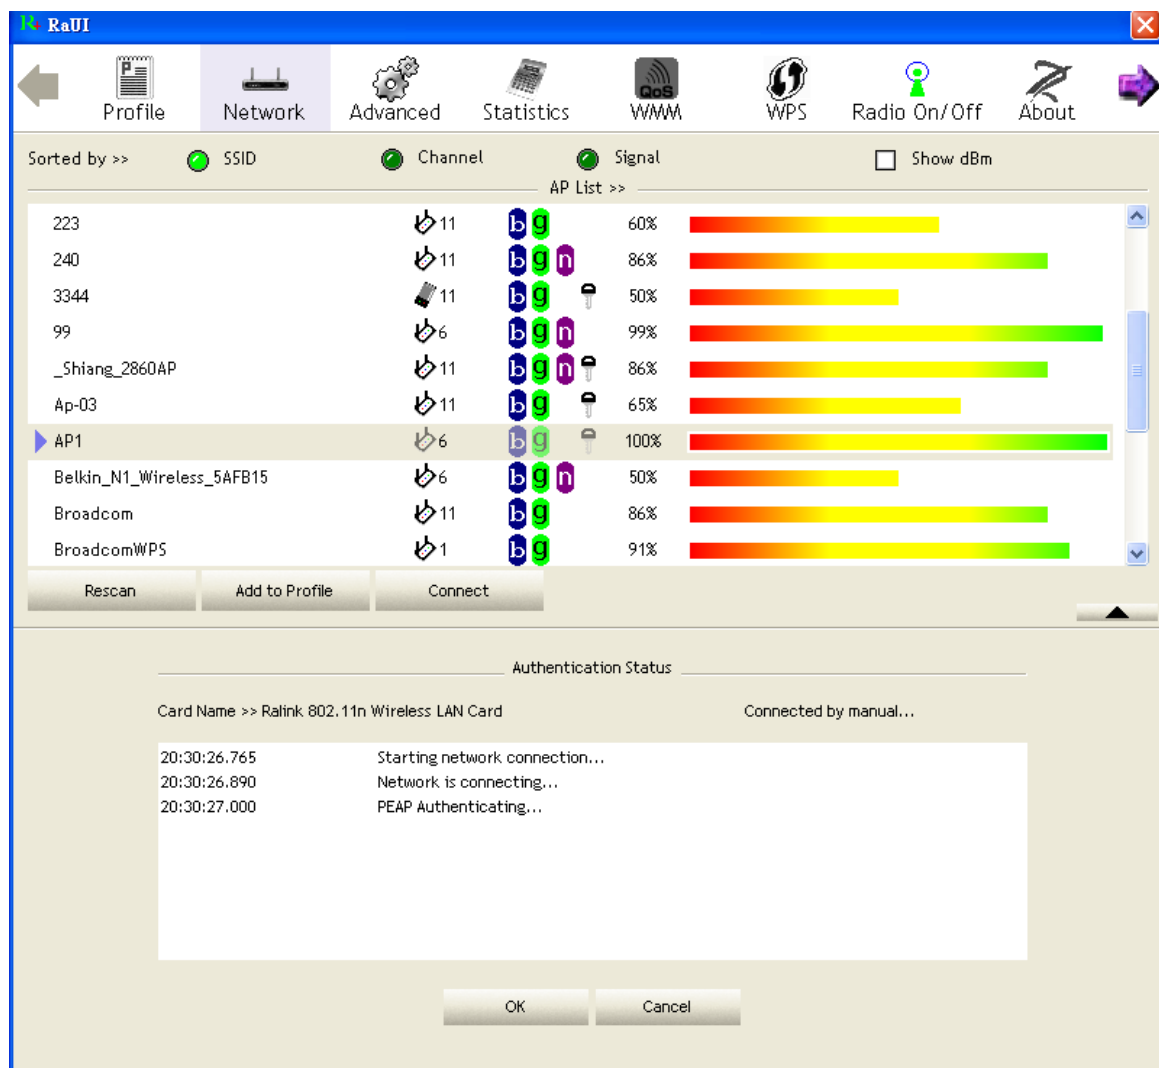 RaUI
Profile Network Advanced Statistics QoS WMM WPS Radio On/Off About
Sorted by >> SSID Channel Signal Show dBm
AP List >>
223 11 b g 60%
240 11 b g n 86%
3344 11 b g 50%
99 6 b g n 99%
_Shiang_2860AP 11 b g n 86%
Ap-03 11 b g 65%
AP1 6 b g 100%
Belkin_N1_Wireless_5AFB15 6 b g n 50%
Broadcom 11 b g 86%
BroadcomWPS 1 b g 91%
Rescan Add to Profile Connect
Authentication Status
Card Name >> Ralink 802.11n Wireless LAN Card Connected by manual...
20:30:26.765 Starting network connection...
20:30:26.890 Network is connecting...
20:30:27.000 PEAP Authenticating...
OK Cancel